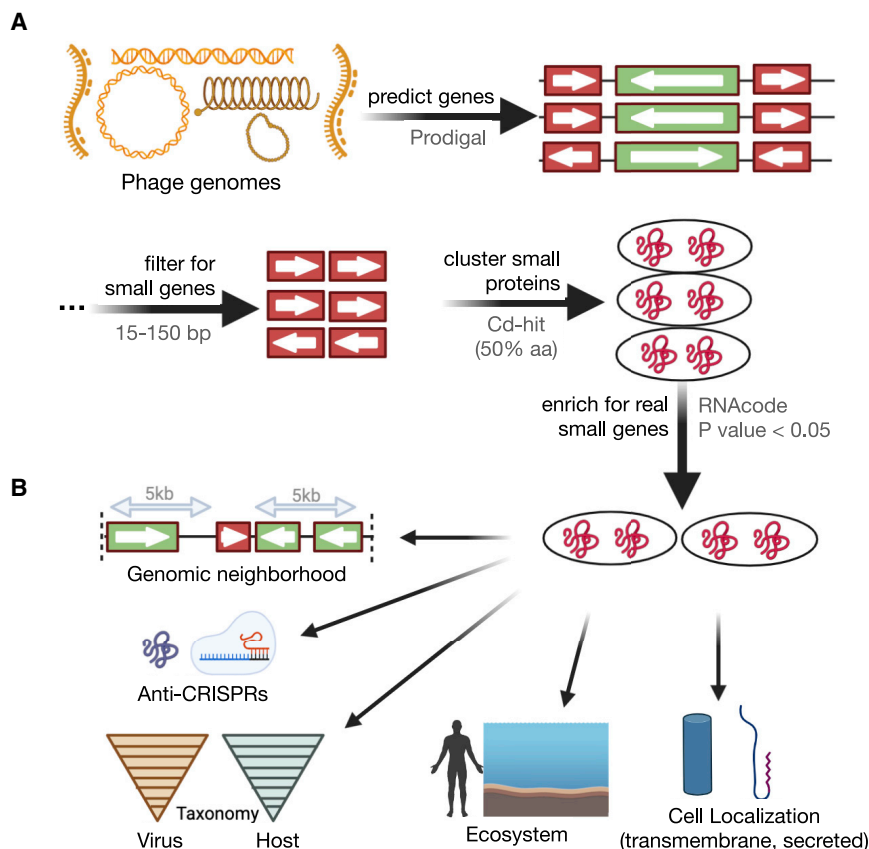 A
predict genes
Prodigal
Phage genomes
...
filter for
small genes
15-150 bp
cluster small
proteins
Cd-hit
(50% aa)
enrich for real
small genes
RNAcode
P value < 0.05
B
5kb
5kb
Genomic neighborhood
Anti-CRISPRs
Taxonomy
Virus
Host
Ecosystem
Cell Localization
(transmembrane, secreted)